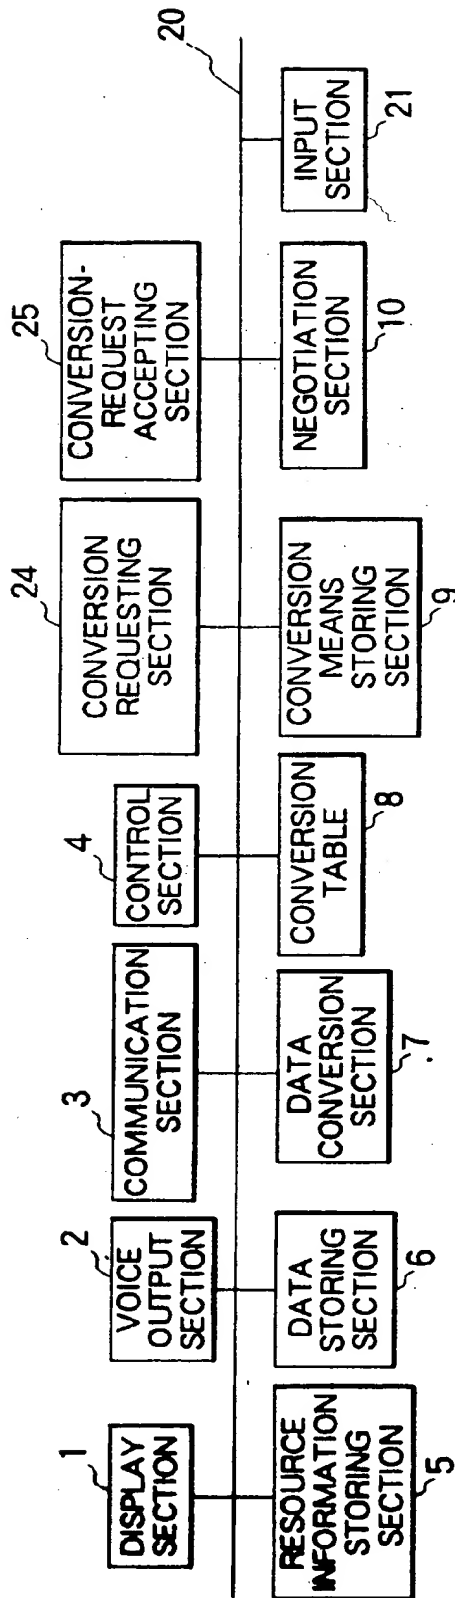 1
DISPLAY
SECTION
2
VOICE
OUTPUT
SECTION
3
COMMUNICATION
SECTION
4
CONTROL
SECTION
24
CONVERSION
REQUESTING
SECTION
25
CONVERSION-
REQUEST
ACCEPTING
SECTION
20
RESOURCE
INFORMATION
STORING
SECTION
5
DATA
STORING
SECTION
6
DATA
CONVERSION
SECTION
7
CONVERSION
TABLE
8
CONVERSION
MEANS
STORING
SECTION
9
NEGOTIATION
SECTION
10
INPUT
SECTION
21